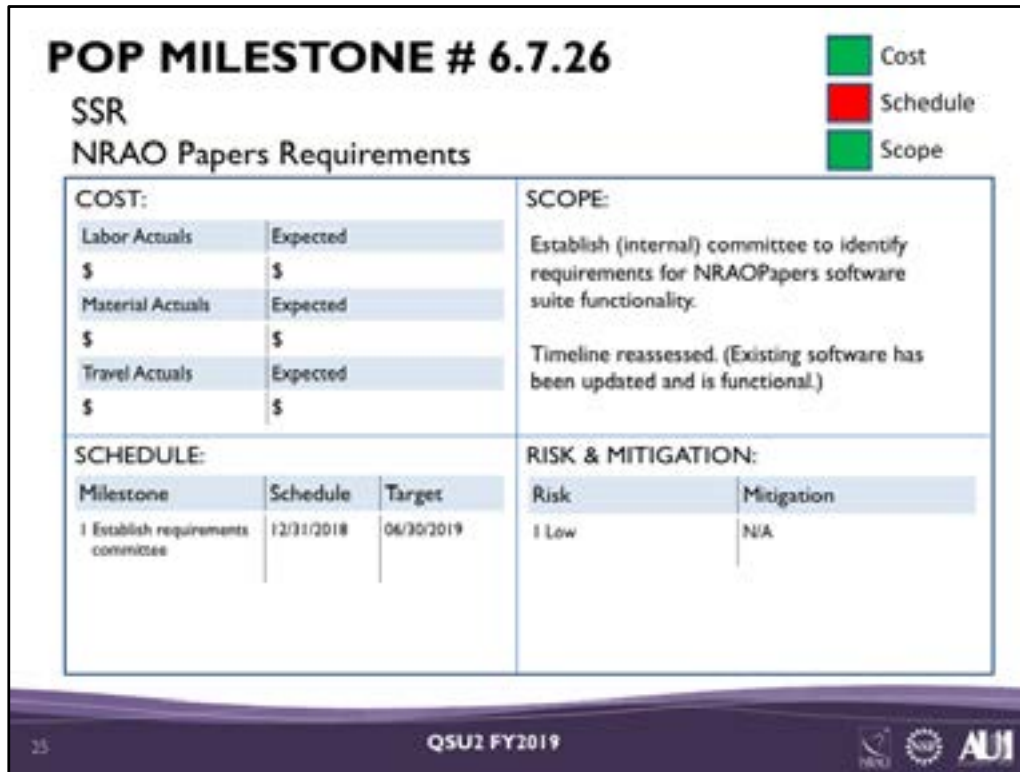 POP MILESTONE # 6.7.26
SSR
NRAO Papers Requirements
Cost
Schedule
Scope
COST:
Labor Actuals Expected
$ $
Material Actuals Expected
$ $
Travel Actuals Expected
$ $
SCOPE:
Establish (internal) committee to identify
requirements for NRAOPapers software
suite functionality.
Timeline reassessed. (Existing software has
been updated and is functional.)
SCHEDULE:
Milestone Schedule Target
1 Establish requirements 12/31/2018 06/30/2019
committee
RISK & MITIGATION:
Risk Mitigation
1 Low N/A
25
QSU2 FY2019
NRAO
NSF
AUI